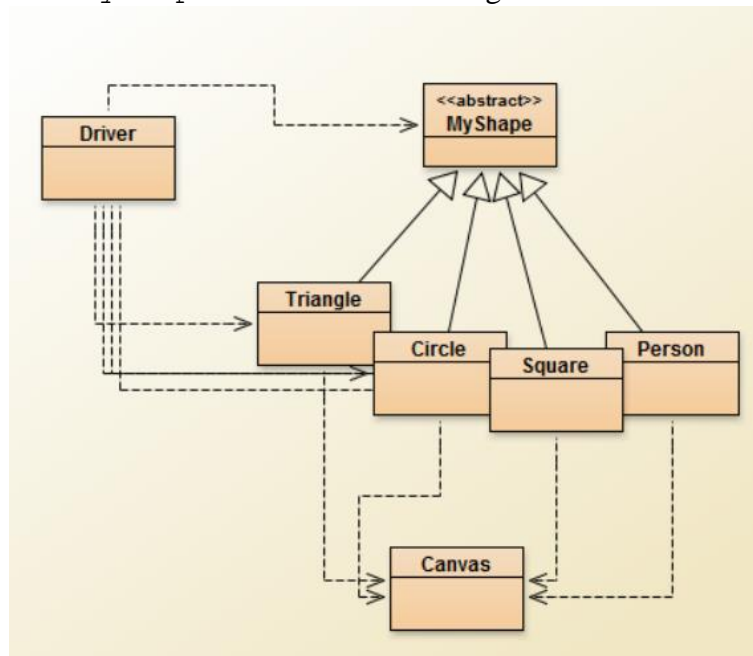 <<abstract>>
MyShape
Driver
Triangle
Circle
Square
Person
Canvas